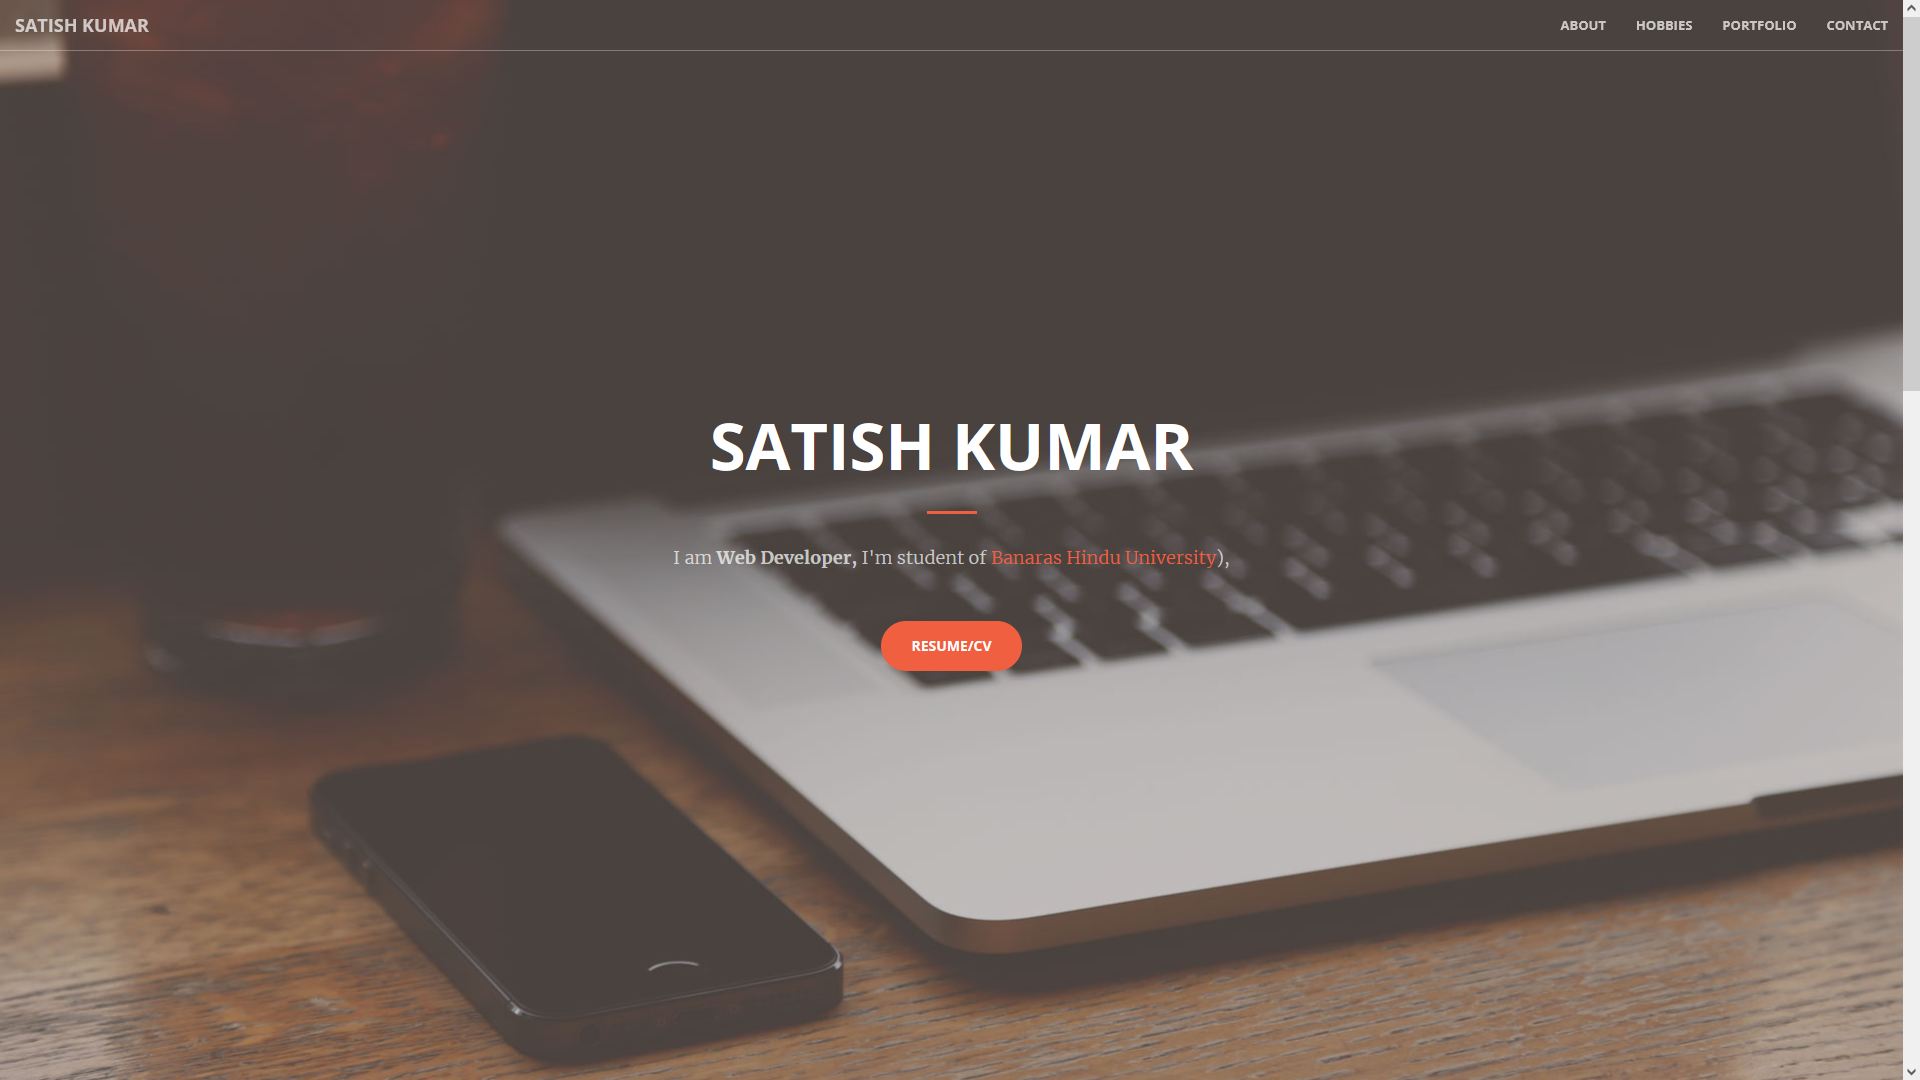 SATISH KUMAR
ABOUT
HOBBIES
PORTFOLIO
CONTACT
SATISH KUMAR
I am Web Developer, I'm student of Banaras Hindu University),
RESUME/CV